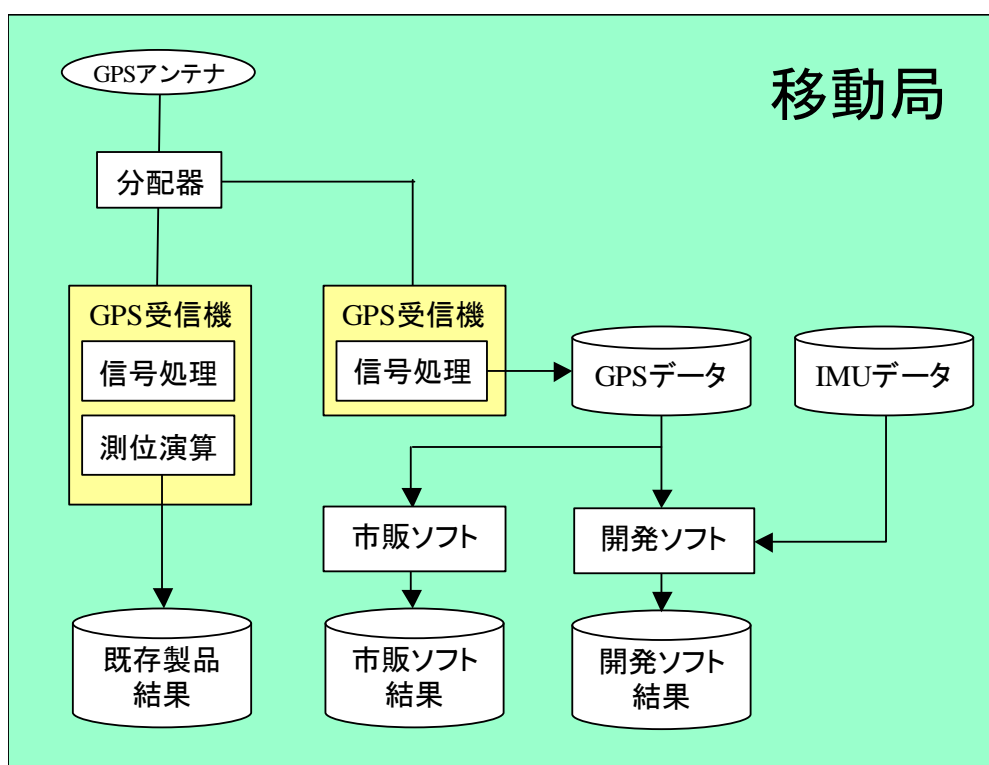 移動局
GPSアンテナ
分配器
GPS受信機
信号処理
測位演算
GPS受信機
信号処理
GPSデータ
IMUデータ
市販ソフト
開発ソフト
既存製品
結果
市販ソフト
結果
開発ソフト
結果